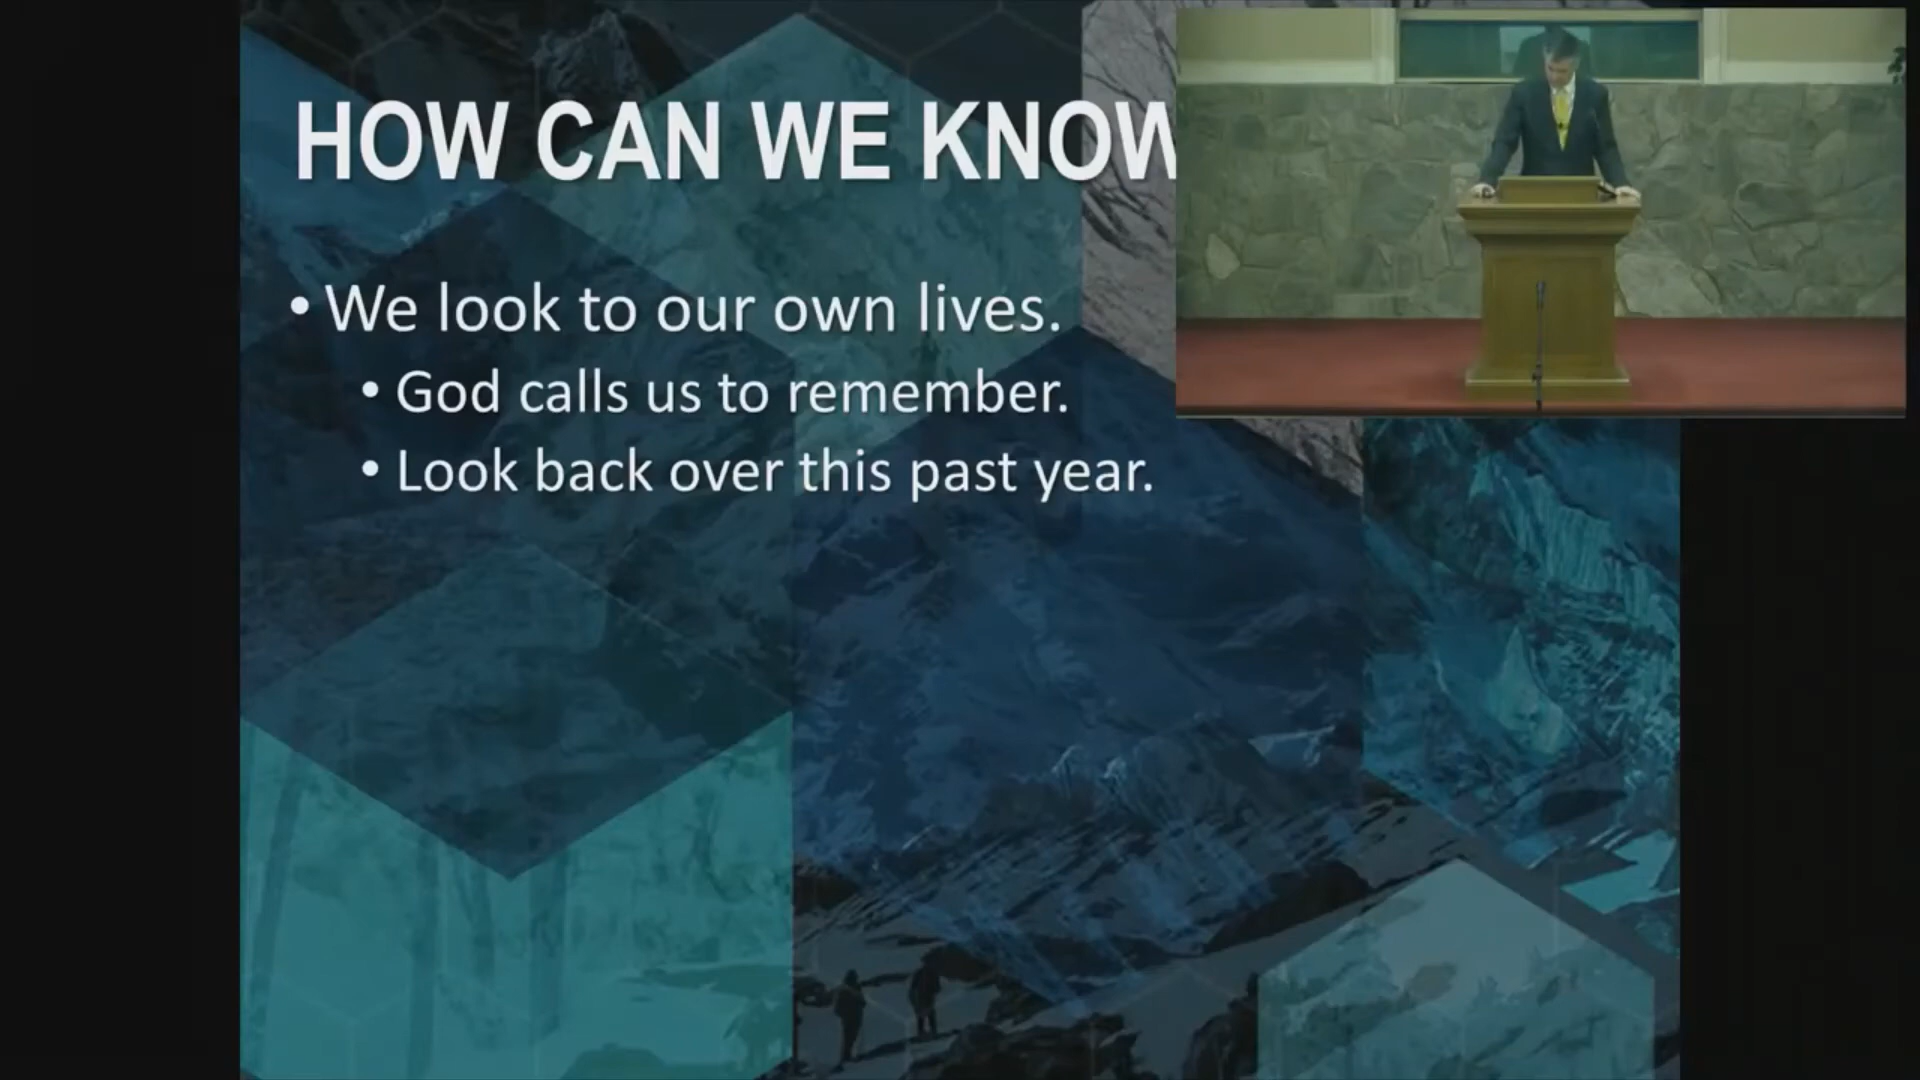 HOW CAN WE KNOW
• We look to our own lives.
• God calls us to remember.
• Look back over this past year.